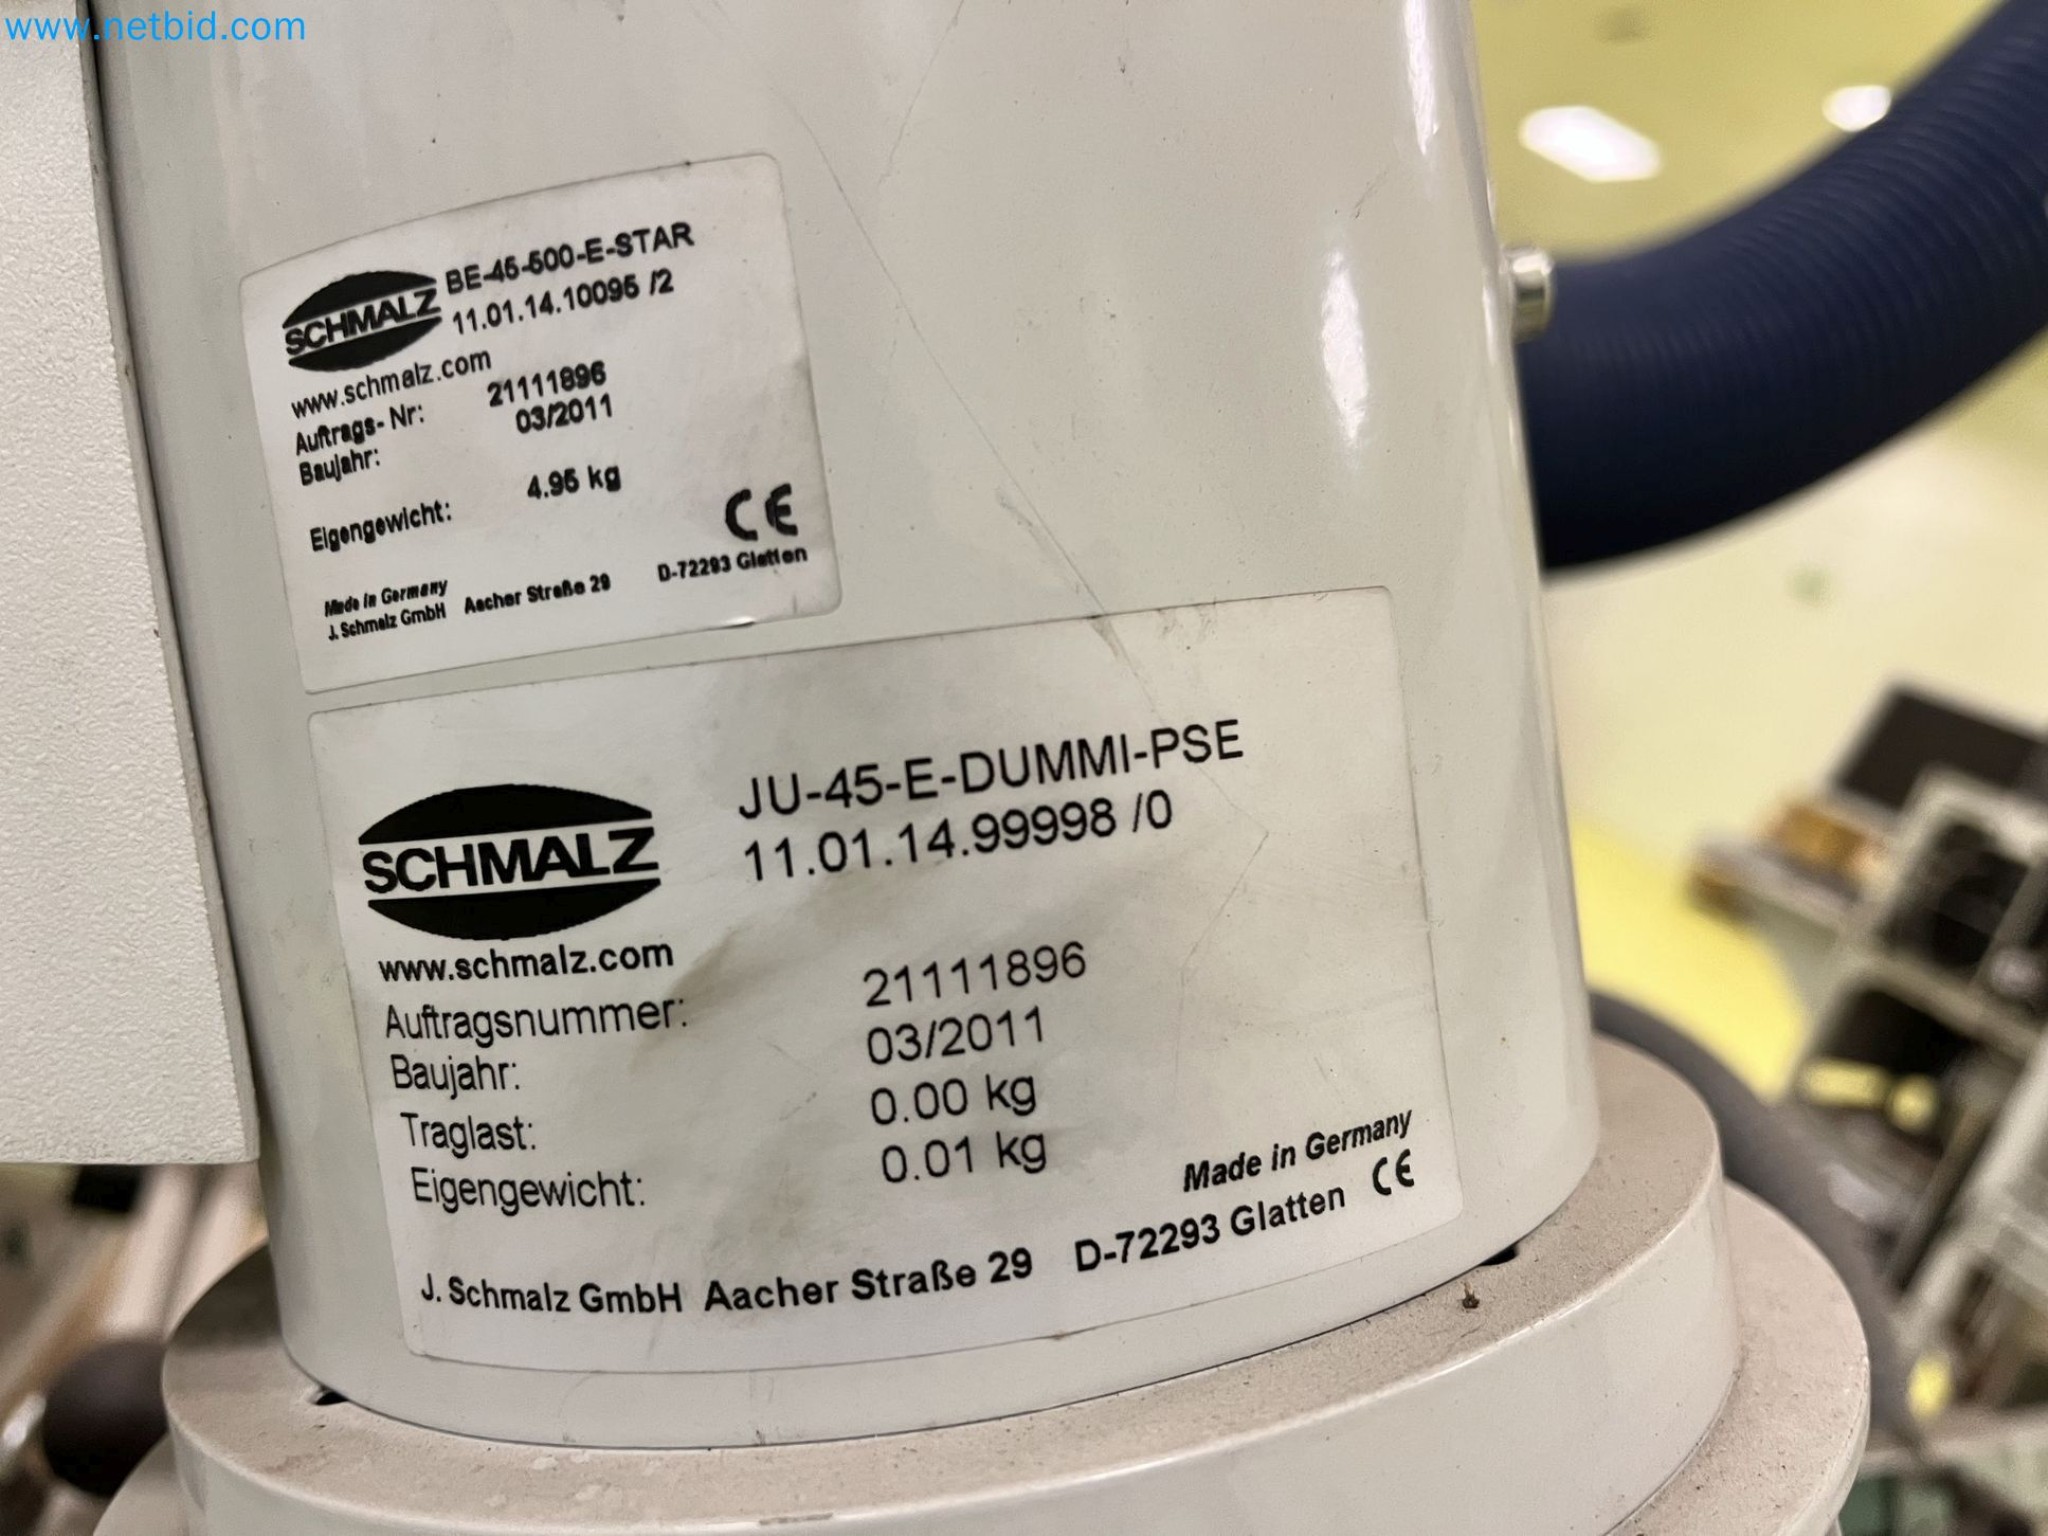 www.netbid.com
SCHMALZ
BE-45-500-E-STAR
11.01.14.10095 /2
www.schmalz.com
Auftrags- Nr: 21111896
Baujahr: 03/2011
Eigengewicht: 4.95 kg
CE
Made in Germany
J. Schmalz GmbH Aacher Straße 29 D-72293 Glatten
SCHMALZ
JU-45-E-DUMMI-PSE
11.01.14.99998 /0
www.schmalz.com
Auftragsnummer: 21111896
Baujahr: 03/2011
Traglast: 0.00 kg
Eigengewicht: 0.01 kg
Made in Germany
CE
J. Schmalz GmbH Aacher Straße 29 D-72293 Glatten